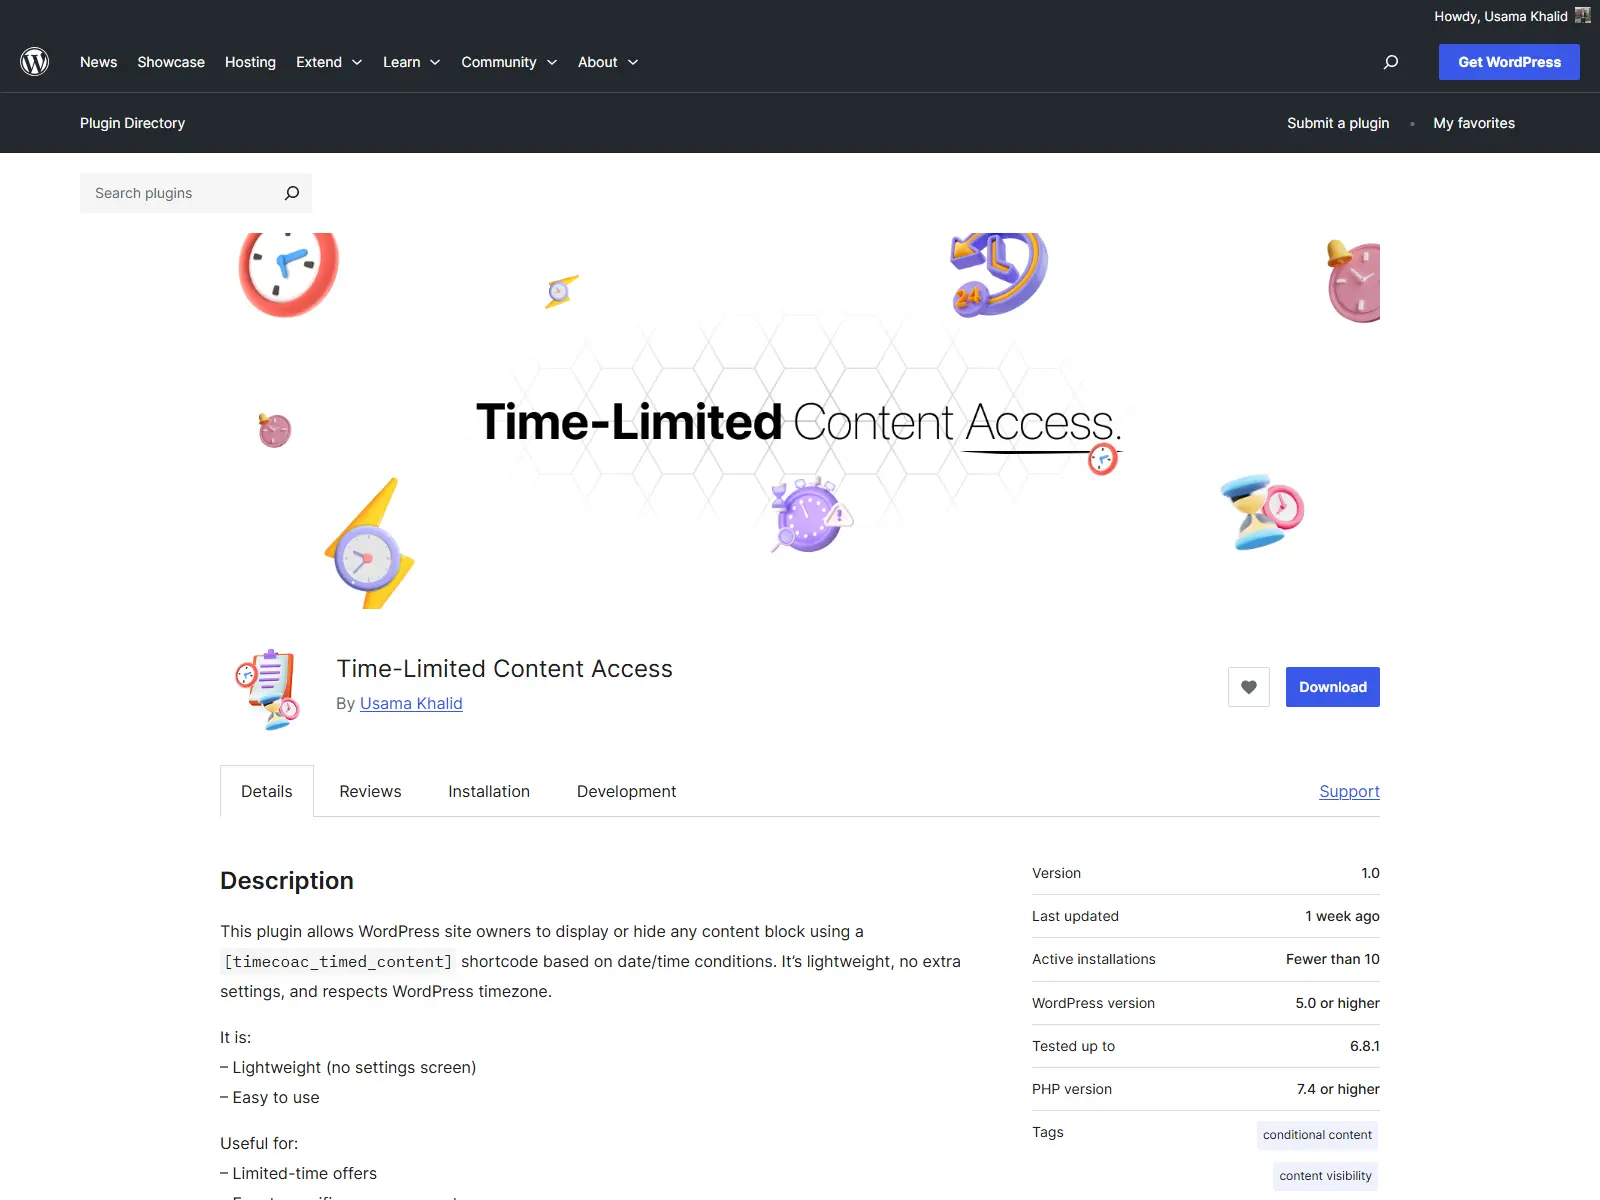 Howdy, Usama Khalid
News Showcase Hosting Extend Learn Community About Get WordPress
Plugin Directory Submit a plugin • My favorites
Search plugins
24
Time-Limited Content Access.
Time-Limited Content Access
By Usama Khalid
Download
Details Reviews Installation Development Support
Description
This plugin allows WordPress site owners to display or hide any content block using a
[timecoac_timed_content] shortcode based on date/time conditions. It’s lightweight, no extra
settings, and respects WordPress timezone.
It is:
– Lightweight (no settings screen)
– Easy to use
Useful for:
– Limited-time offers
Version 1.0
Last updated 1 week ago
Active installations Fewer than 10
WordPress version 5.0 or higher
Tested up to 6.8.1
PHP version 7.4 or higher
Tags conditional content
content visibility